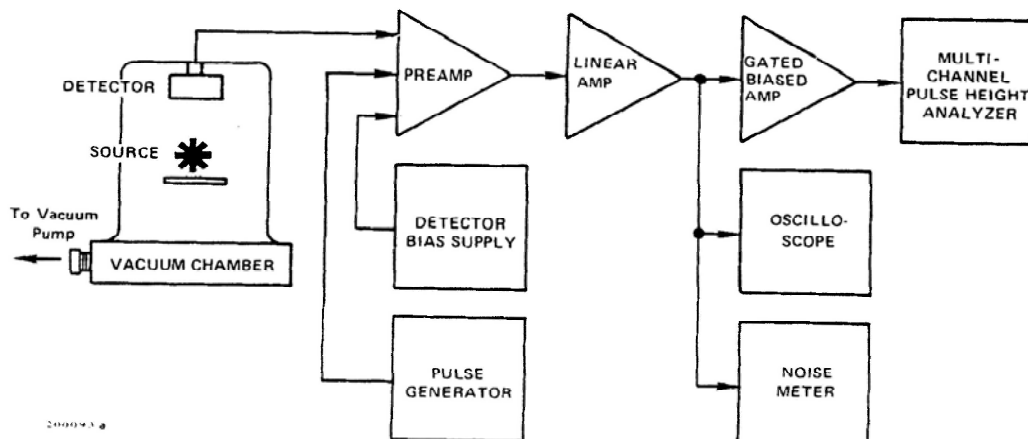 DETECTOR
SOURCE
To Vacuum
Pump
VACUUM CHAMBER
PREAMP
LINEAR
AMP
GATED
BIASED
AMP
MULTI-
CHANNEL
PULSE HEIGHT
ANALYZER
DETECTOR
BIAS SUPPLY
OSCILLO-
SCOPE
PULSE
GENERATOR
NOISE
METER